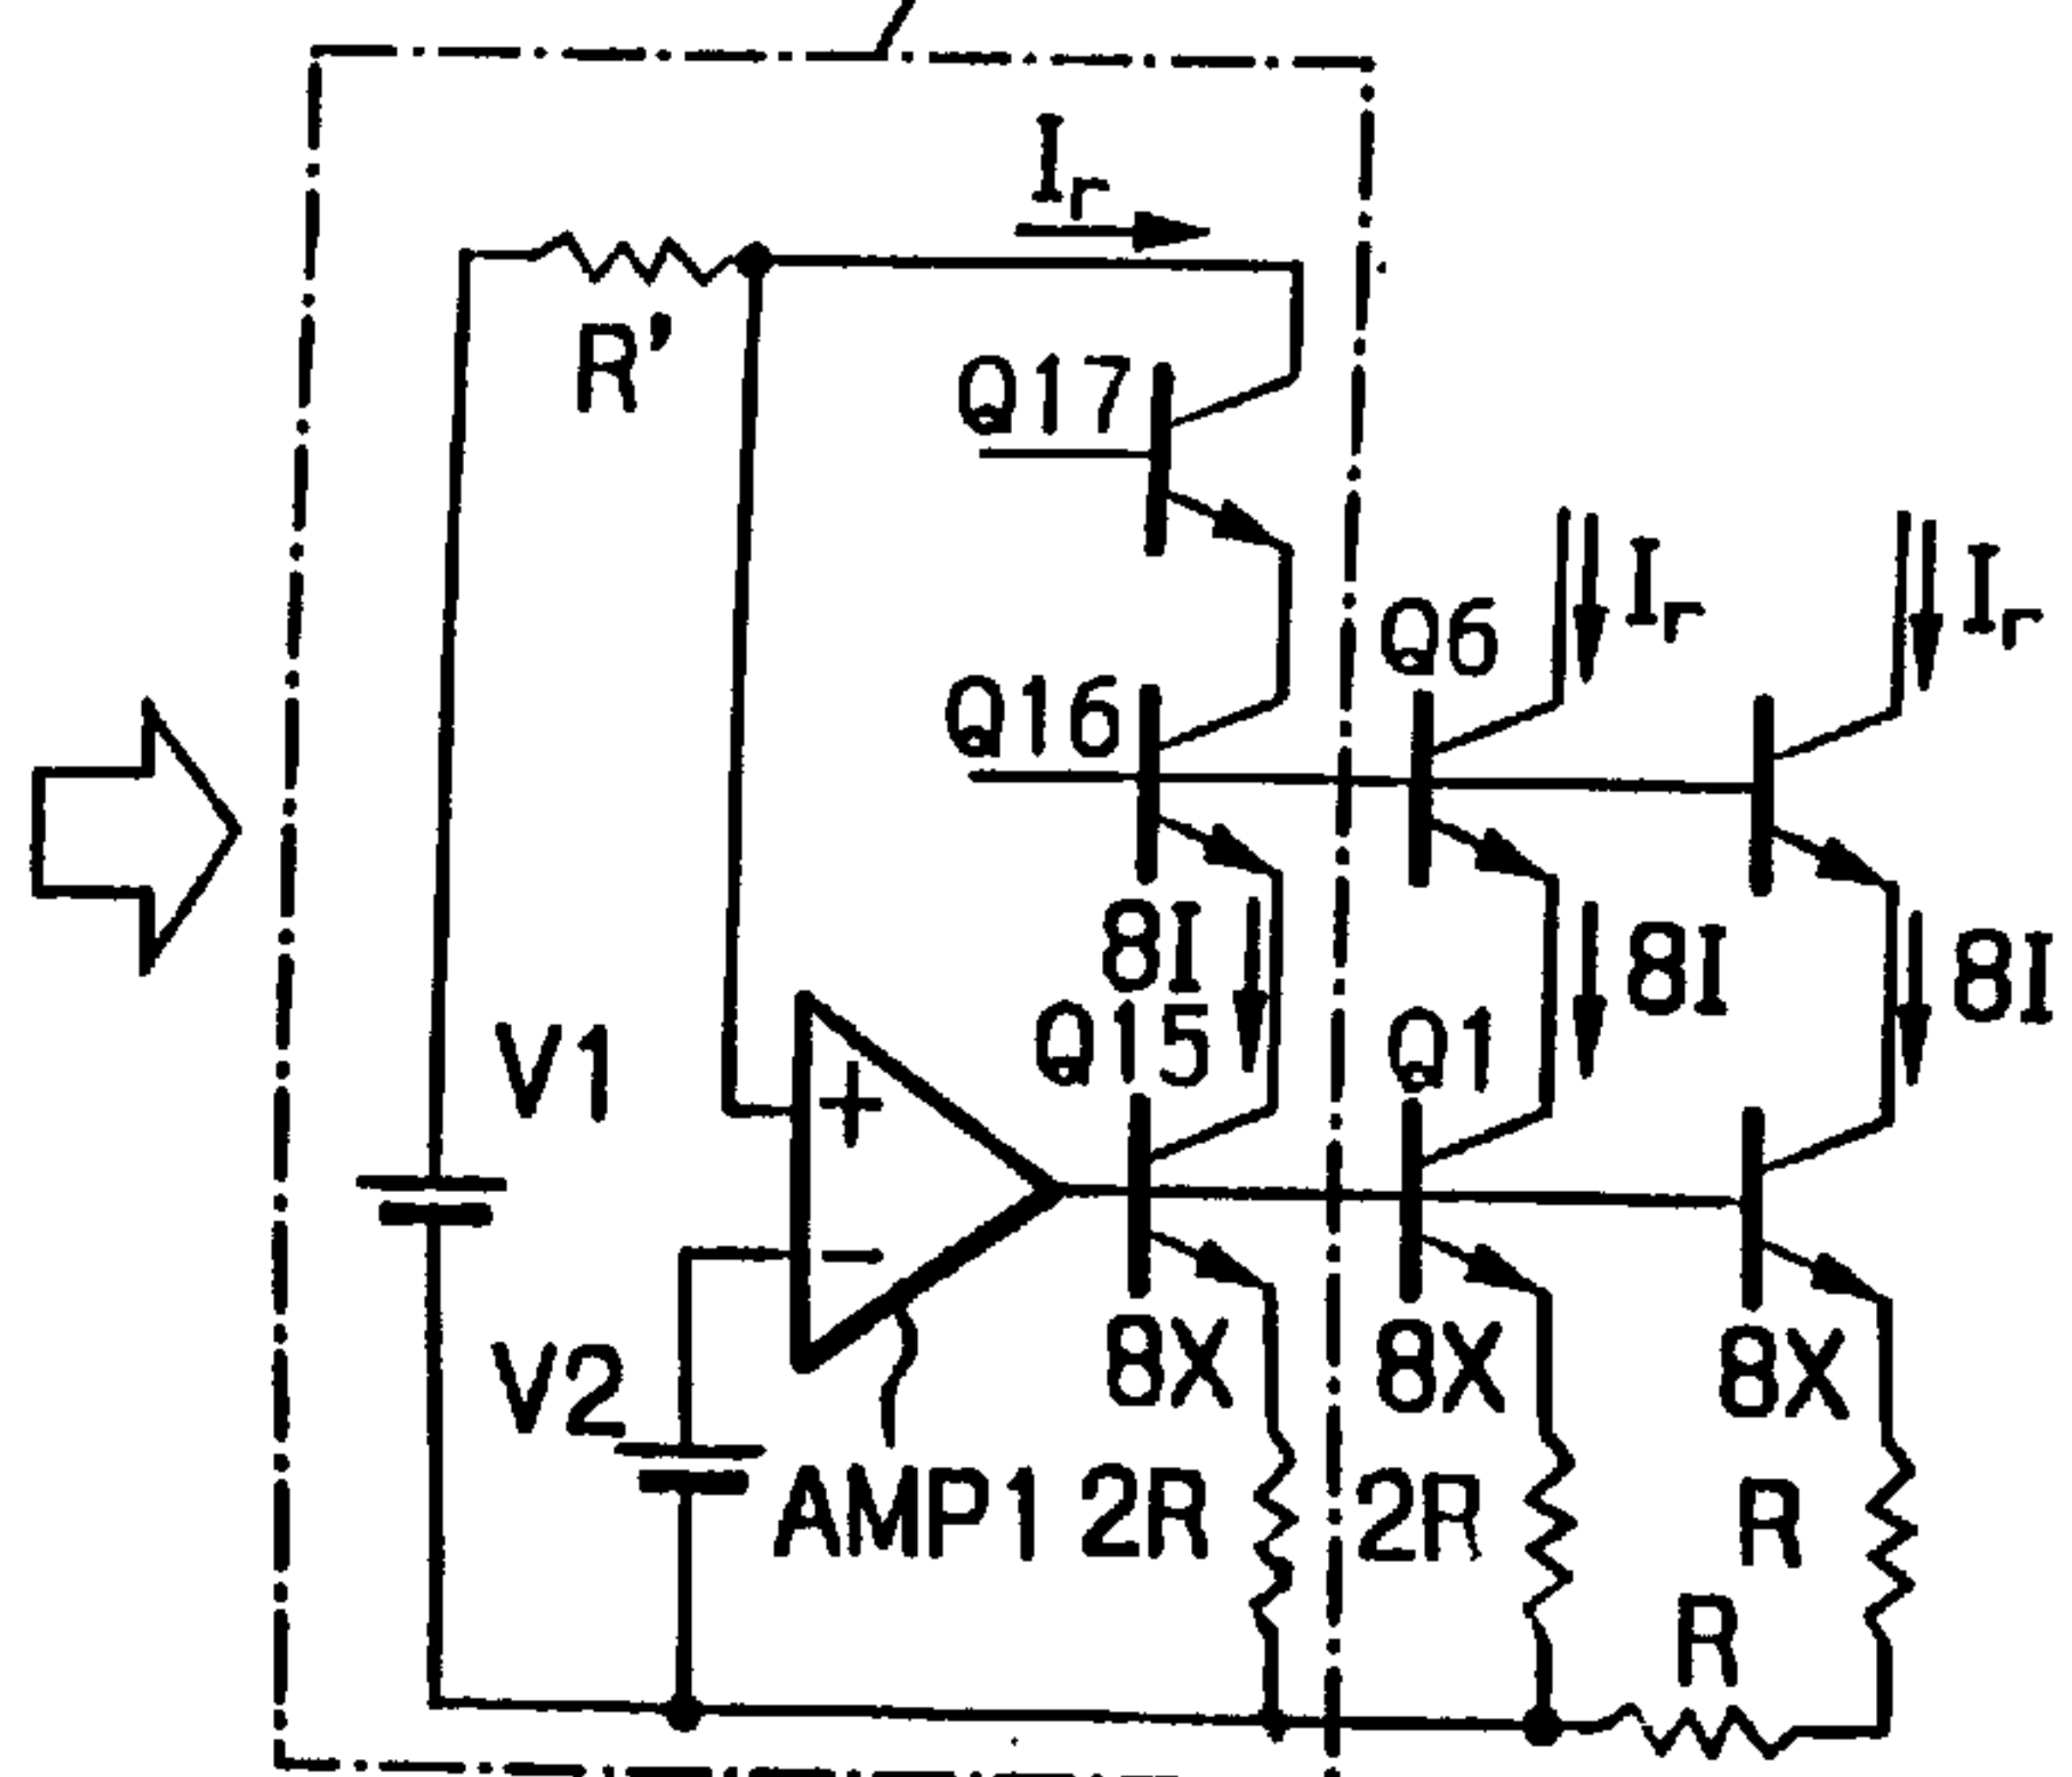 Ir
R'
Q17
Ir
Ir
Q6
Q16
8I
8I
8I
V1
Q15
Q1
+
−
8X
8X
8X
V2
AMP1
2R
2R
R
R